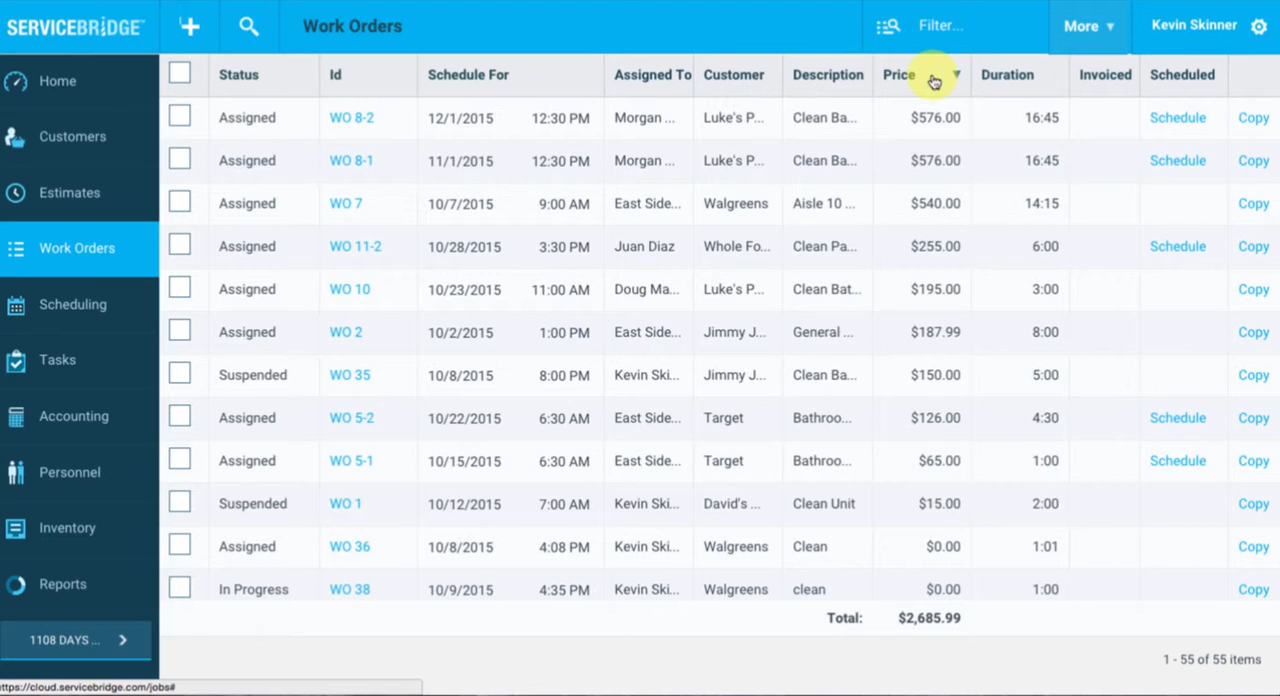 SERVICEBRIDGE Work Orders Filter... More ▼ Kevin Skinner
Status Id Schedule For Assigned To Customer Description Price ▼ Duration Invoiced Scheduled
Home
Customers
Estimates
Work Orders
Scheduling
Tasks
Accounting
Personnel
Inventory
Reports
1108 DAYS ...
Assigned WO 8-2 12/1/2015 12:30 PM Morgan ... Luke's P... Clean Ba... $576.00 16:45 Schedule Copy
Assigned WO 8-1 11/1/2015 12:30 PM Morgan ... Luke's P... Clean Ba... $576.00 16:45 Schedule Copy
Assigned WO 7 10/7/2015 9:00 AM East Side... Walgreens Aisle 10 ... $540.00 14:15 Copy
Assigned WO 11-2 10/28/2015 3:30 PM Juan Diaz Whole Fo... Clean Pa... $255.00 6:00 Schedule Copy
Assigned WO 10 10/23/2015 11:00 AM Doug Ma... Luke's P... Clean Bat... $195.00 3:00 Copy
Assigned WO 2 10/2/2015 1:00 PM East Side... Jimmy J... General ... $187.99 8:00 Copy
Suspended WO 35 10/8/2015 8:00 PM Kevin Ski... Jimmy J... Clean Ba... $150.00 5:00 Copy
Assigned WO 5-2 10/22/2015 6:30 AM East Side... Target Bathroo... $126.00 4:30 Schedule Copy
Assigned WO 5-1 10/15/2015 6:30 AM East Side... Target Bathroo... $65.00 1:00 Schedule Copy
Suspended WO 1 10/12/2015 7:00 AM Kevin Ski... David's ... Clean Unit $15.00 2:00 Copy
Assigned WO 36 10/8/2015 4:08 PM Kevin Ski... Walgreens Clean $0.00 1:01 Copy
In Progress WO 38 10/9/2015 4:35 PM Kevin Ski... Walgreens clean $0.00 1:00 Copy
Total: $2,685.99
1 - 55 of 55 items
ttps://cloud.servicebridge.com/jobs#